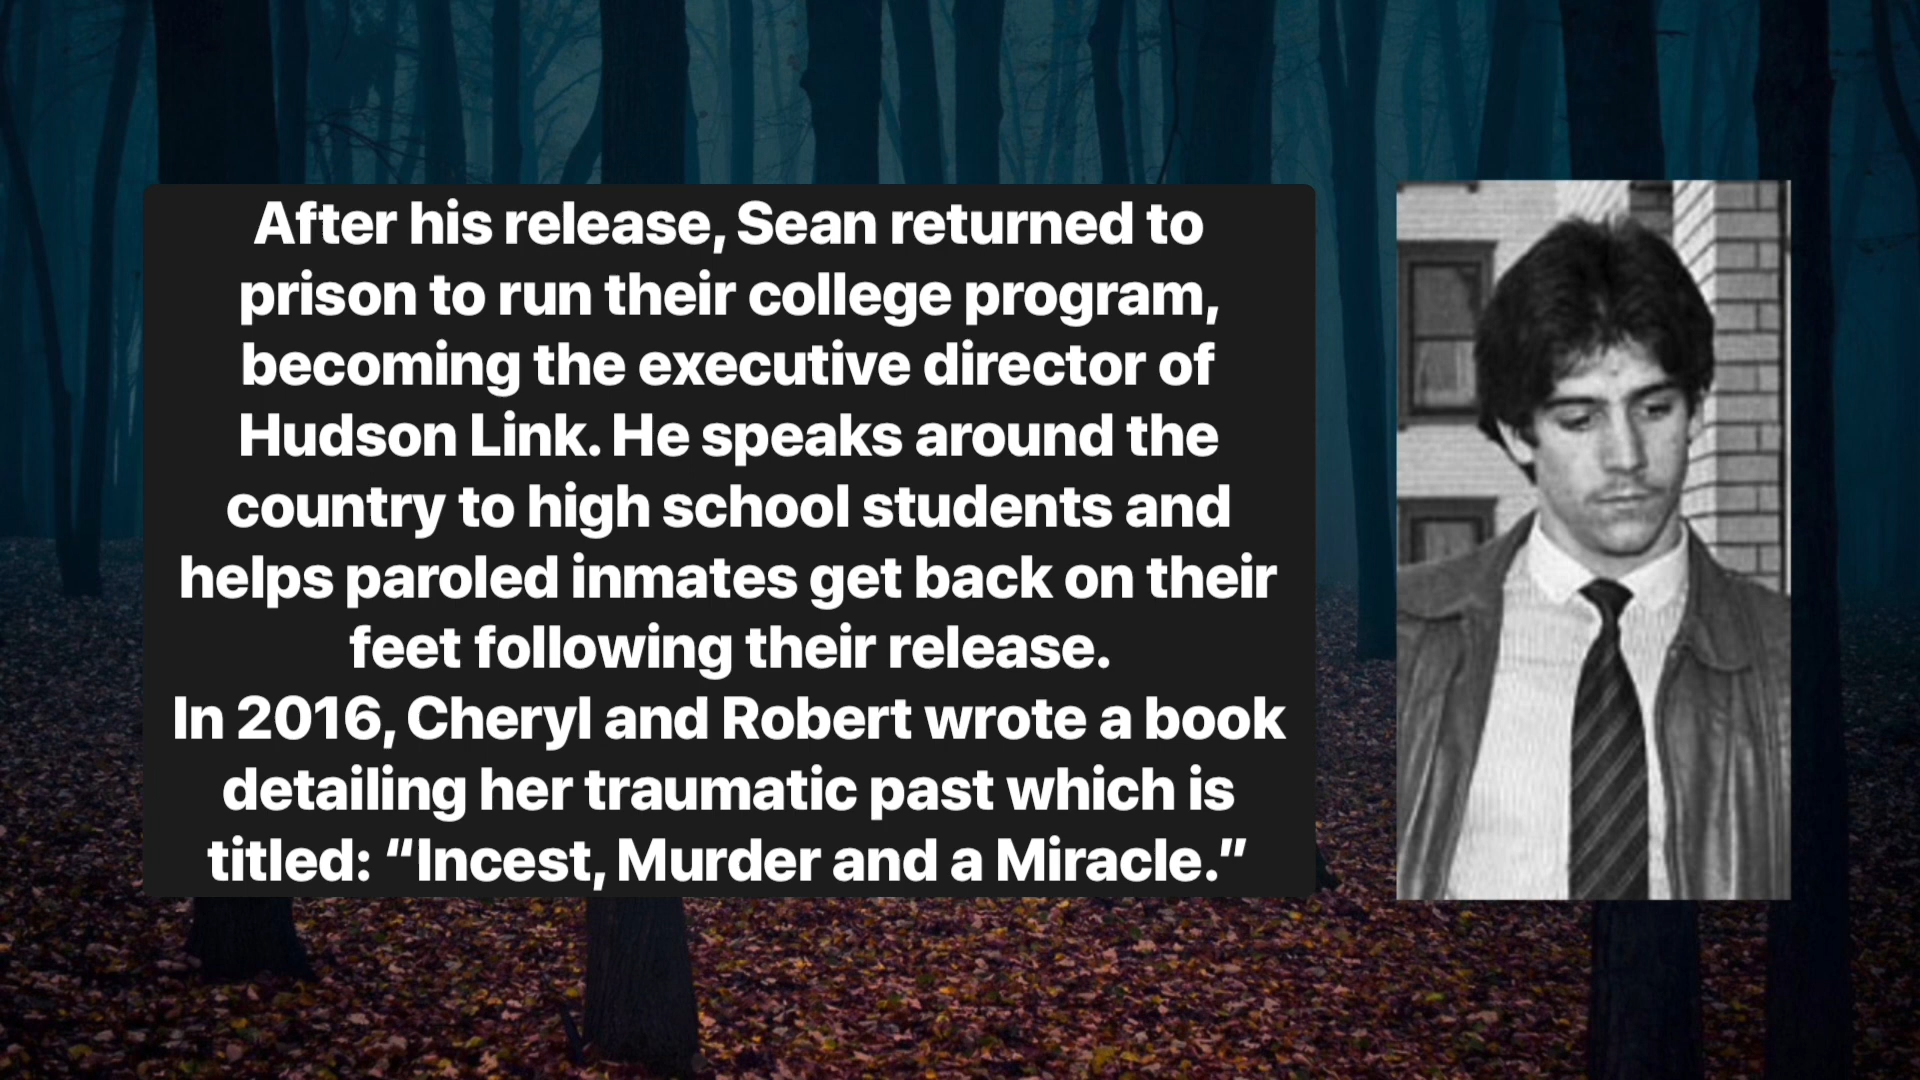 After his release, Sean returned to
prison to run their college program,
becoming the executive director of
Hudson Link. He speaks around the
country to high school students and
helps paroled inmates get back on their
feet following their release.
In 2016, Cheryl and Robert wrote a book
detailing her traumatic past which is
titled: “Incest, Murder and a Miracle.”